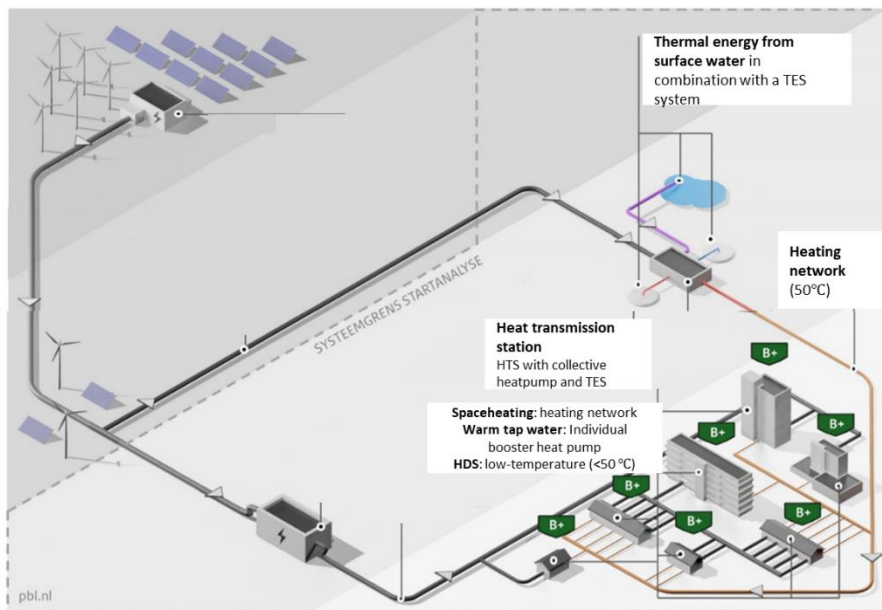 Thermal energy from
surface water in
combination with a TES
system
Heating
network
(50°C)
SYSTEEMGRENS STARTANALYSE
Heat transmission
station
HTS with collective
heatpump and TES
Spaceheating: heating network
Warm tap water: Individual
booster heat pump
HDS: low-temperature (<50 °C)
B+
B+
B+
B+
B+
B+
B+
B+
pbl.nl